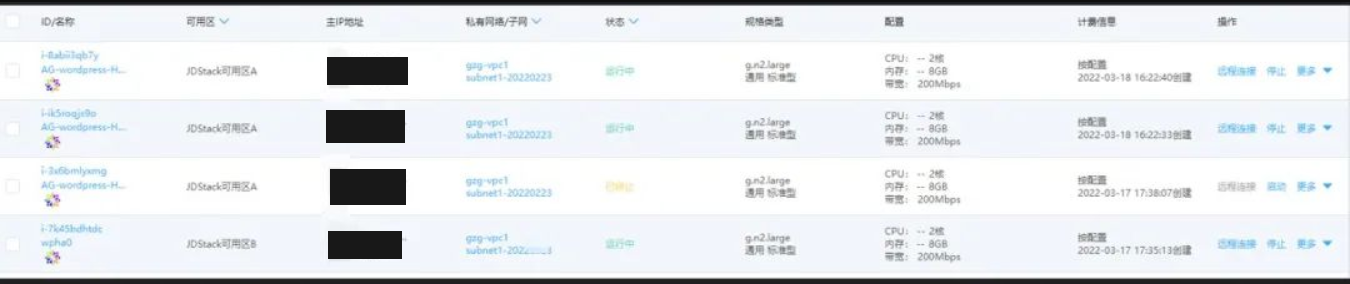 ID/名称 可用区 主IP地址 私有网络/子网 状态 规格类型 配置 计费信息 操作
i-8abii3qb7y
AG-wordpress-H...
JDStack可用区A
gzg-vpc1
subnet1-20220223
运行中
g.n2.large
通用 标准型
CPU： -- 2核
内存： -- 8GB
带宽： 200Mbps
按配置
2022-03-18 16:22:40创建
远程连接 停止 更多
AG-wordpress-H...
JDStack可用区A
gzg-vpc1
subnet1-20220223
运行中
g.n2.large
通用 标准型
CPU： -- 2核
内存： -- 8GB
带宽： 200Mbps
按配置
2022-03-18 16:22:33创建
远程连接 停止 更多
i-3x6bmlyxmg
AG-wordpress-H...
JDStack可用区A
gzg-vpc1
subnet1-20220223
已停止
g.n2.large
通用 标准型
CPU： -- 2核
内存： -- 8GB
带宽： 200Mbps
按配置
2022-03-17 17:38:07创建
远程连接 启动 更多
i-7k45bdhtdc
wpha0
JDStack可用区B
gzg-vpc1
运行中
g.n2.large
通用 标准型
CPU： -- 2核
内存： -- 8GB
带宽： 200Mbps
按配置
2022-03-17 17:35:13创建
远程连接 停止 更多